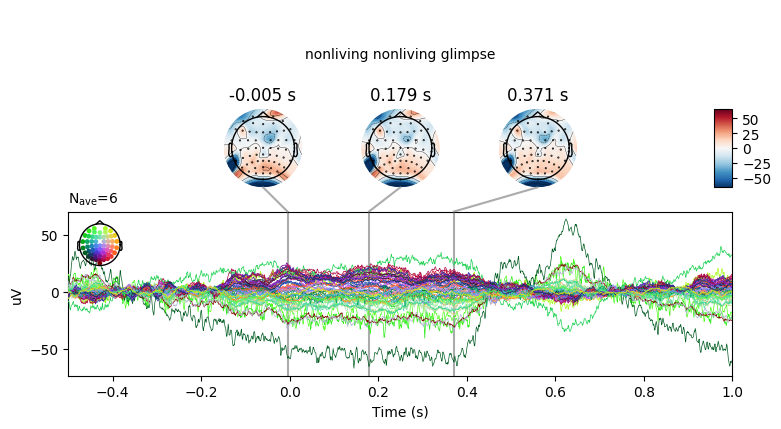 nonliving nonliving glimpse
-0.005 s 0.179 s 0.371 s
50
25
0
−25
−50
Nave=6
50
0
−50
uV
−0.4 −0.2 0.0 0.2 0.4 0.6 0.8 1.0
Time (s)